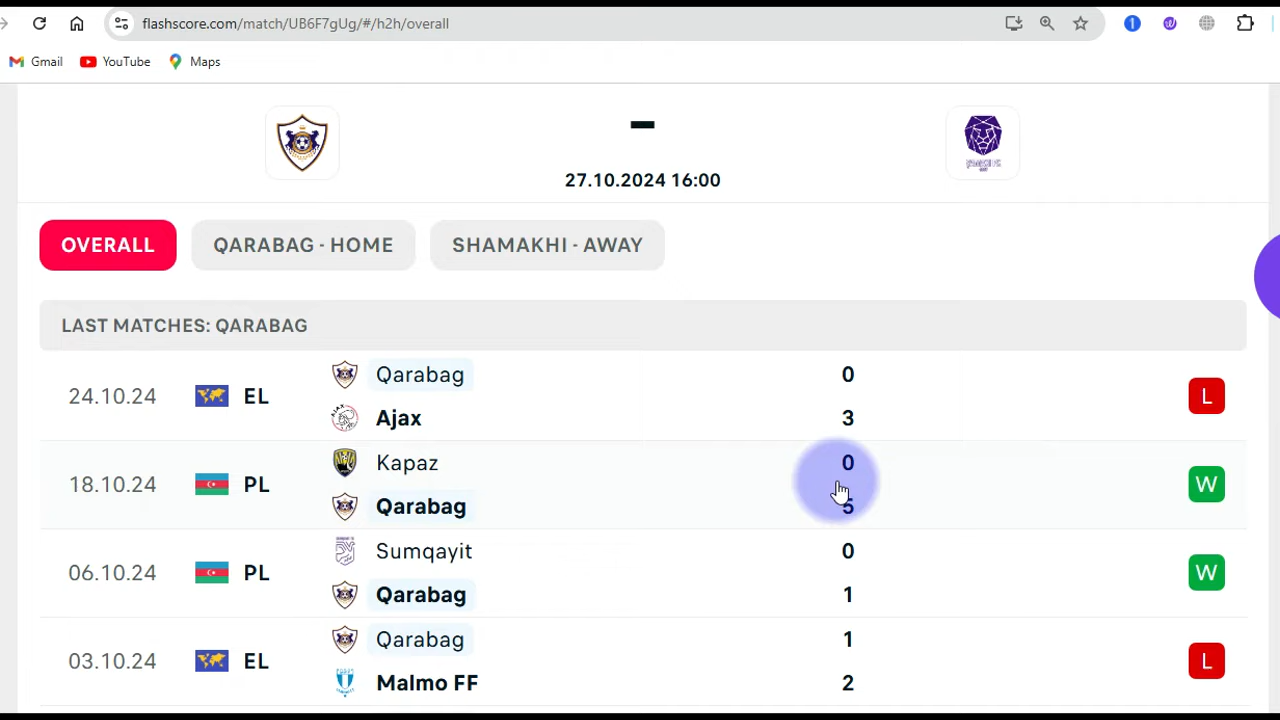 flashscore.com/match/UB6F7gUg/#/h2h/overall
Gmail YouTube Maps
27.10.2024 16:00
OVERALL QARABAG - HOME SHAMAKHI - AWAY
LAST MATCHES: QARABAG
24.10.24 EL Qarabag 0 L
Ajax 3
18.10.24 PL Kapaz 0 W
Qarabag 5
06.10.24 PL Sumqayit 0 W
Qarabag 1
03.10.24 EL Qarabag 1 L
Malmo FF 2